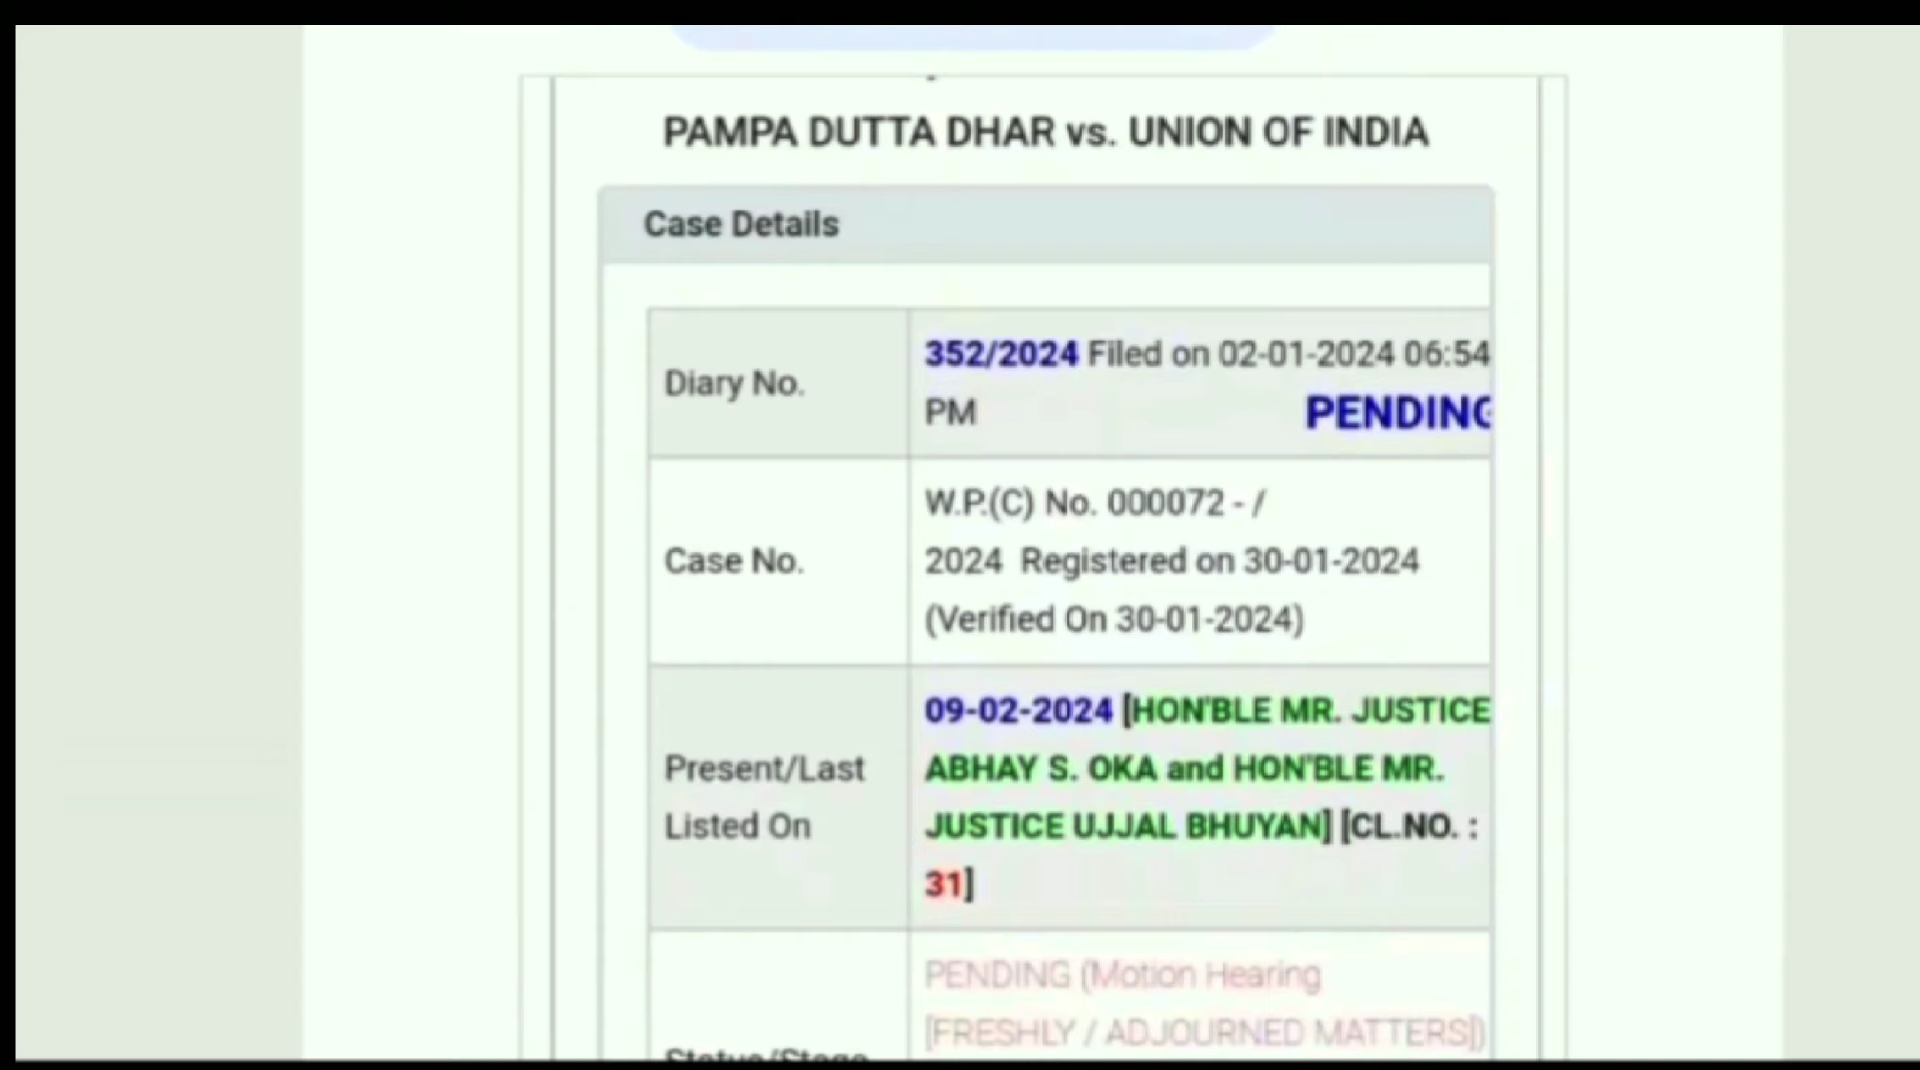 PAMPA DUTTA DHAR vs. UNION OF INDIA
Case Details
Diary No.
352/2024 Filed on 02-01-2024 06:54
PM PENDING
Case No.
W.P.(C) No. 000072 - /
2024 Registered on 30-01-2024
(Verified On 30-01-2024)
Present/Last
Listed On
09-02-2024 [HON'BLE MR. JUSTICE
ABHAY S. OKA and HON'BLE MR.
JUSTICE UJJAL BHUYAN] [CL.NO. :
31]
Status/Stage
PENDING (Motion Hearing
[FRESHLY / ADJOURNED MATTERS])